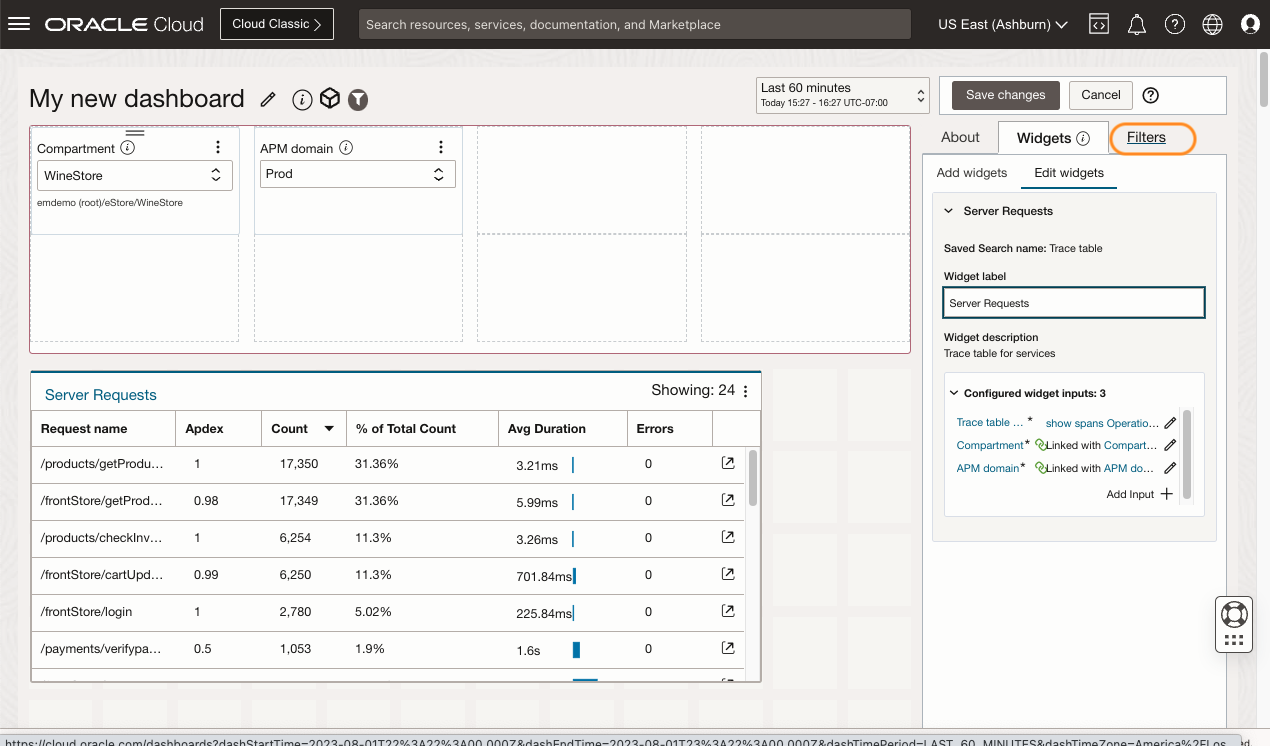 ORACLE Cloud
Cloud Classic
Search resources, services, documentation, and Marketplace
US East (Ashburn)
My new dashboard
Last 60 minutes
Today 15:27 - 16:27 UTC-07:00
Save changes
Cancel
About
Widgets
Filters
Compartment
WineStore
emdemo (root)/eStore/WineStore
APM domain
Prod
Add widgets
Edit widgets
Server Requests
Saved Search name: Trace table
Widget label
Server Requests
Widget description
Trace table for services
Configured widget inputs: 3
Trace table ... * show spans Operatio...
Compartment* Linked with Compart...
APM domain* Linked with APM do...
Add Input
Server Requests
Showing: 24
Request name Apdex Count % of Total Count Avg Duration Errors
/products/getProdu... 1 17,350 31.36% 3.21ms 0
/frontStore/getProd... 0.98 17,349 31.36% 5.99ms 0
/products/checkInv... 1 6,254 11.3% 3.26ms 0
/frontStore/cartUpd... 0.99 6,250 11.3% 701.84ms 0
/frontStore/login 1 2,780 5.02% 225.84ms 0
/payments/verifypa... 0.5 1,053 1.9% 1.6s 0
https://cloud.oracle.com/dashboards?dashStartTime=2023-08-01T22%3A22%3A00.000Z&dashEndTime=2023-08-01T23%3A22%3A00.000Z&dashTimePeriod=LAST_60_MINUTES&dashTimeZone=America%2FLos...